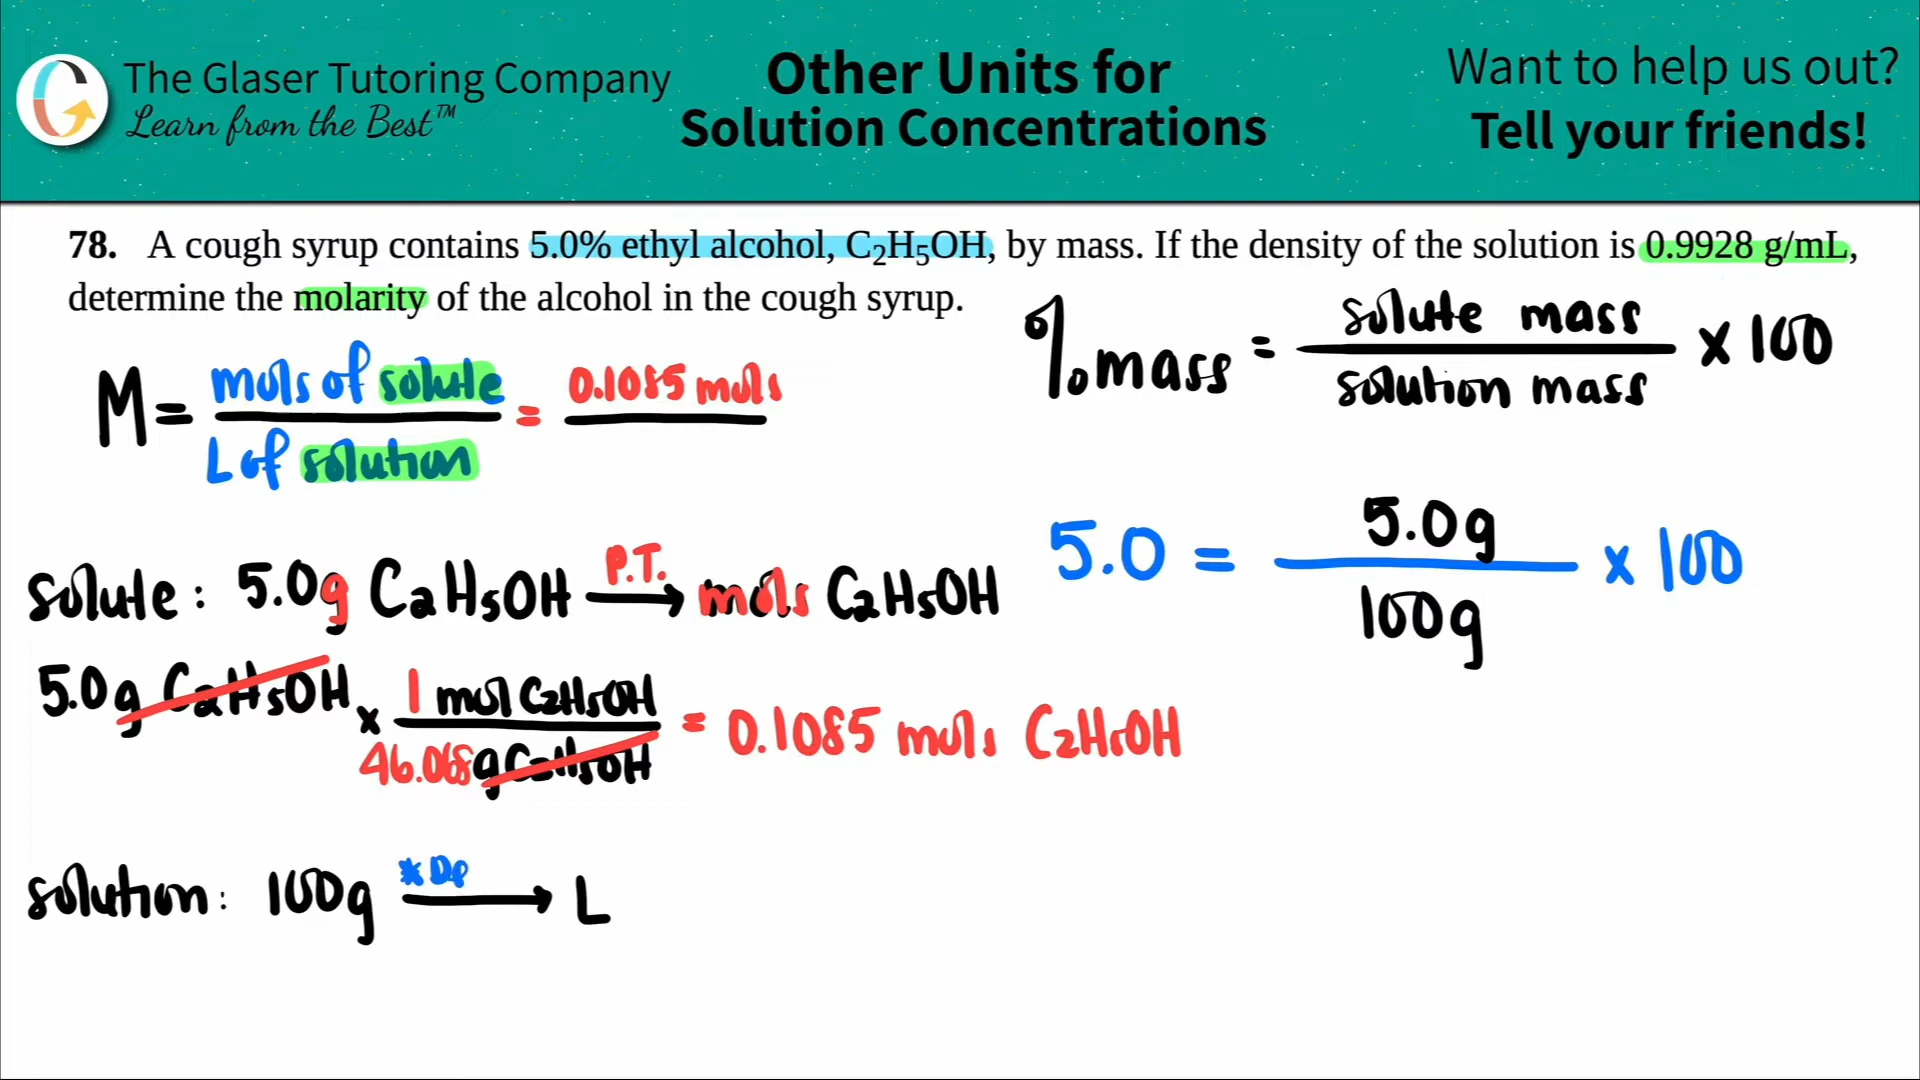 The Glaser Tutoring Company
Learn from the Best™
Other Units for
Solution Concentrations
Want to help us out?
Tell your friends!
78. A cough syrup contains 5.0% ethyl alcohol, C₂H₅OH, by mass. If the density of the solution is 0.9928 g/mL,
determine the molarity of the alcohol in the cough syrup.
%mass = solute mass / solution mass x 100
M = mols of solute / L of solution = 0.1085 mols
5.0 = 5.0g / 100g x 100
solute: 5.0g C₂H₅OH P.T. → mols C₂H₅OH
5.0g C₂H₅OH x 1 mol C₂H₅OH / 46.068g C₂H₅OH = 0.1085 mols C₂H₅OH
solution: 100g → L